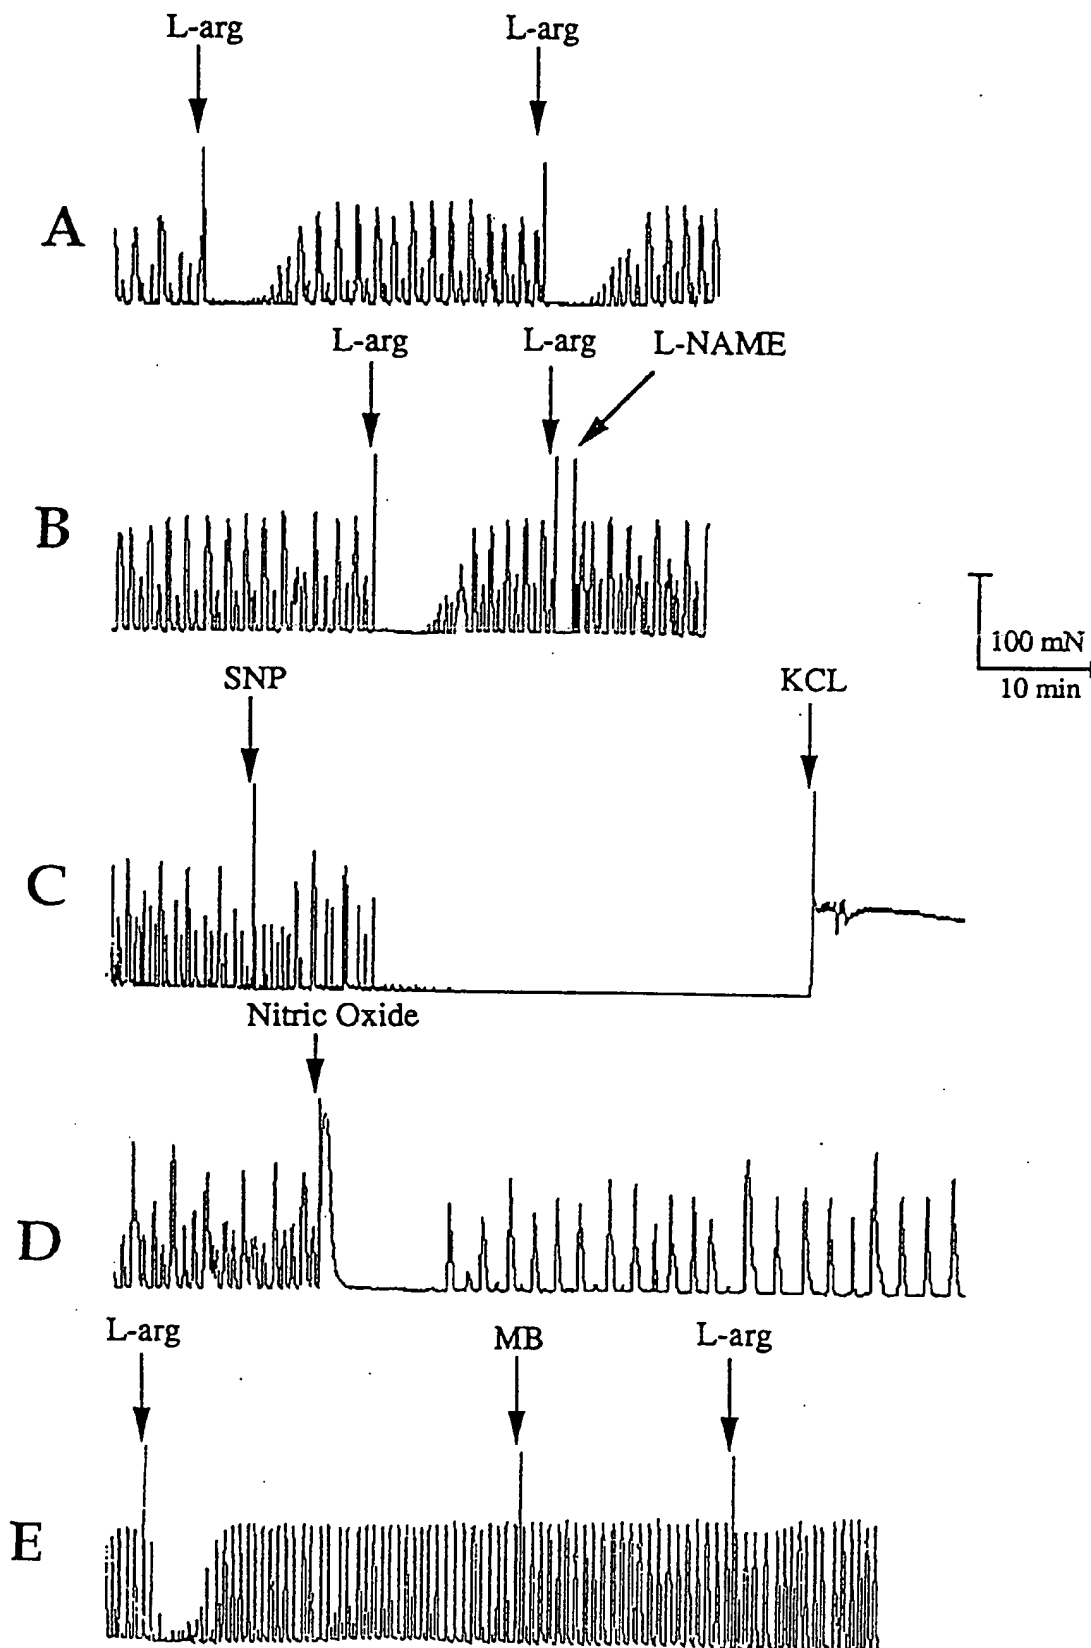 L-arg L-arg
A
L-arg L-arg L-NAME
B
100 mN
10 min
SNP KCL
C
Nitric Oxide
D
L-arg MB L-arg
E